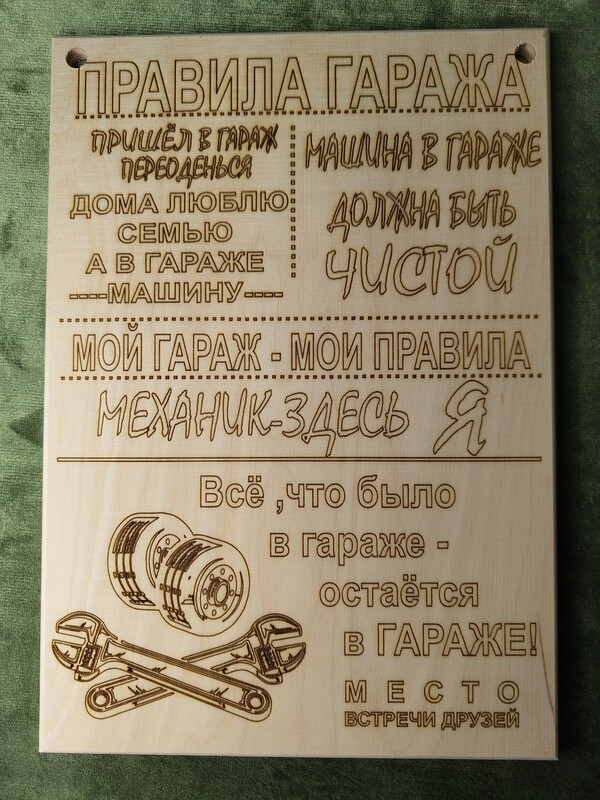 ПРАВИЛА ГАРАЖА
ПРИШЁЛ В ГАРАЖ
ПЕРЕОДЕНЬСЯ
ДОМА ЛЮБЛЮ
СЕМЬЮ
А В ГАРАЖЕ
----МАШИНУ----
МАШИНА В ГАРАЖЕ
ДОЛЖНА БЫТЬ
ЧИСТОЙ
МОЙ ГАРАЖ - МОИ ПРАВИЛА
МЕХАНИК-ЗДЕСЬ Я
Всё ,что было
в гараже -
остаётся
в ГАРАЖЕ!
МЕСТО
ВСТРЕЧИ ДРУЗЕЙ